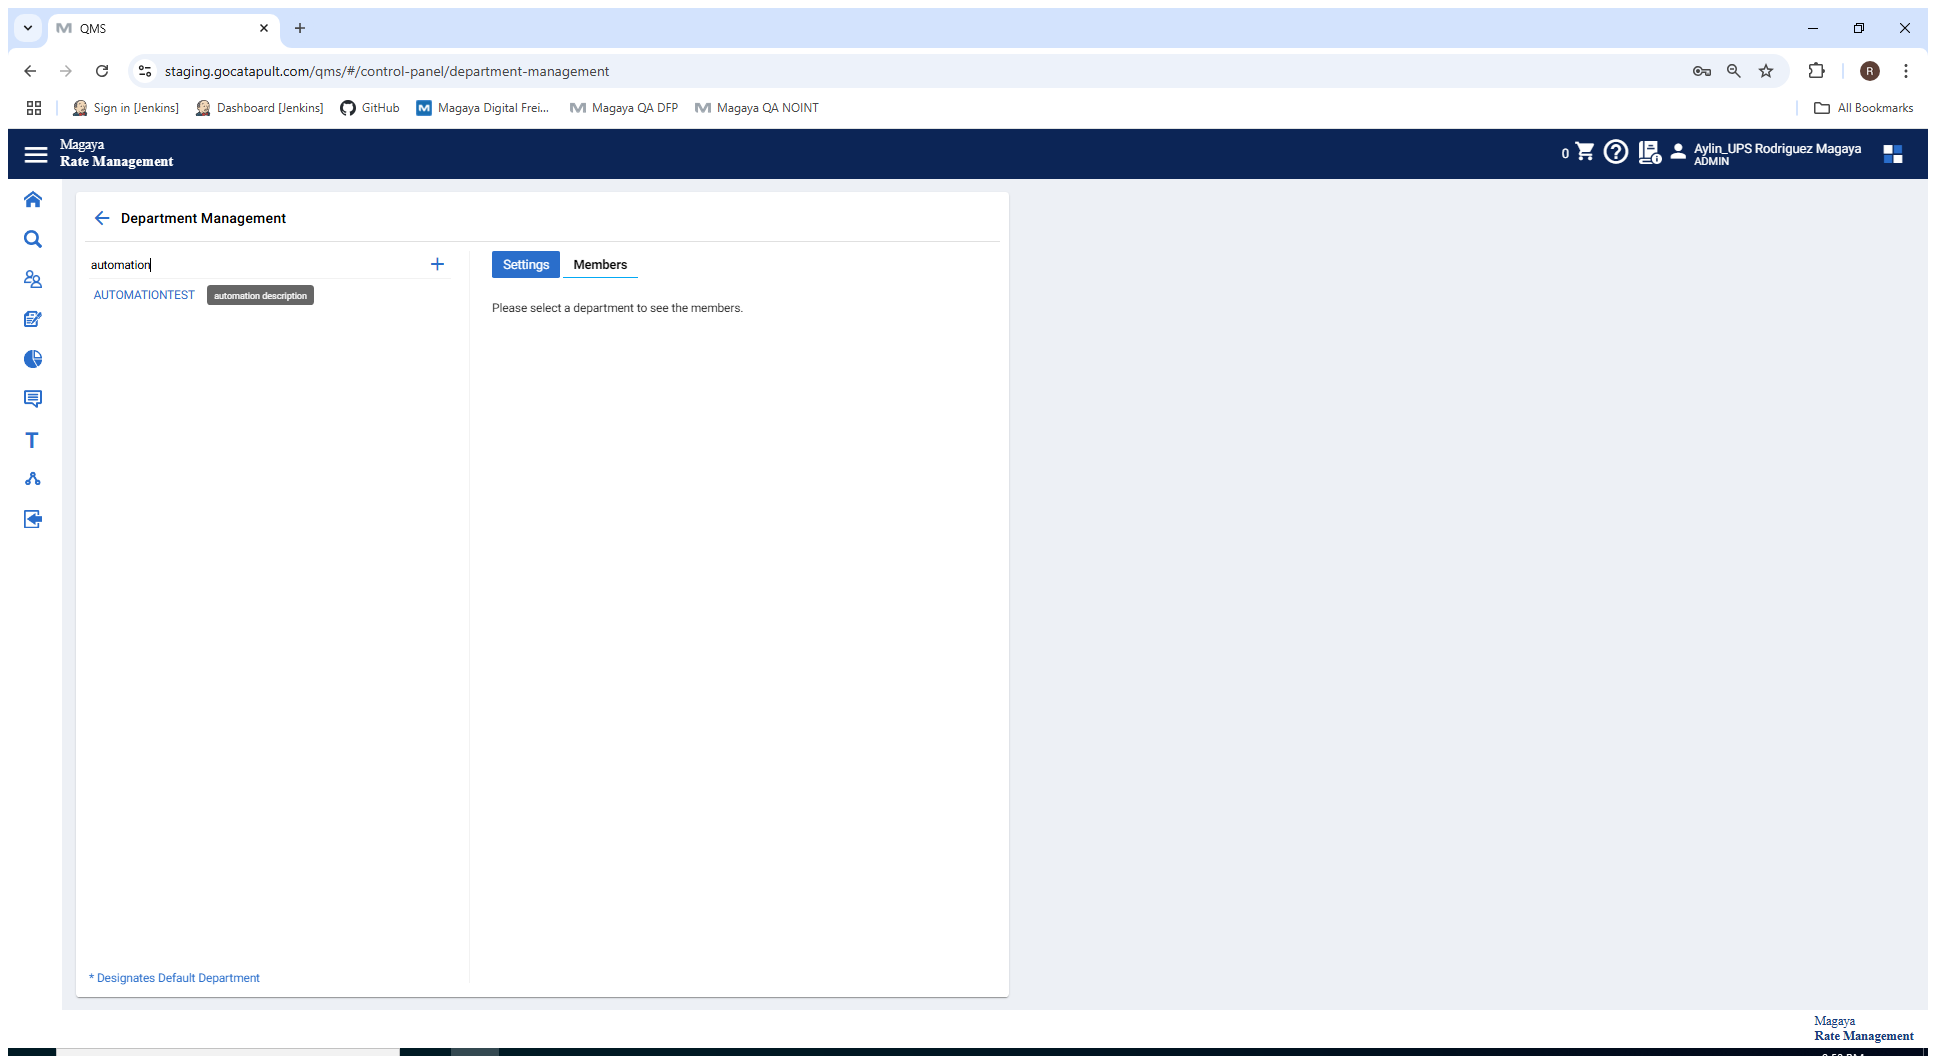 QMS
staging.gocatapult.com/qms/#/control-panel/department-management
R
Sign in [Jenkins]
Dashboard [Jenkins]
GitHub
Magaya Digital Frei...
Magaya QA DFP
Magaya QA NOINT
All Bookmarks
Magaya
Rate Management
0
Aylin_UPS Rodriguez Magaya
ADMIN
Department Management
automation
Settings
Members
AUTOMATIONTEST
automation description
Please select a department to see the members.
* Designates Default Department
Magaya
Rate Management